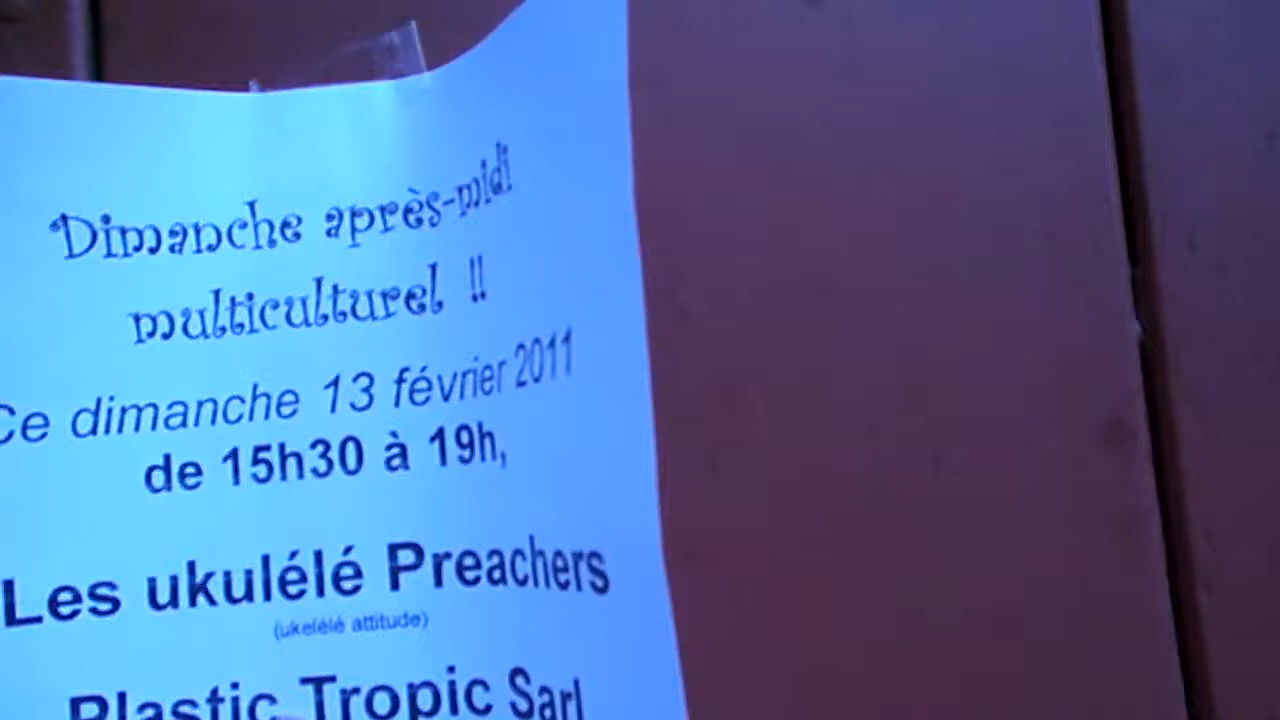 Dimanche après-midi
multiculturel !!
Ce dimanche 13 février 2011
de 15h30 à 19h,
Les ukulélé Preachers
(ukelélé attitude)
Plastic Tropic Sarl